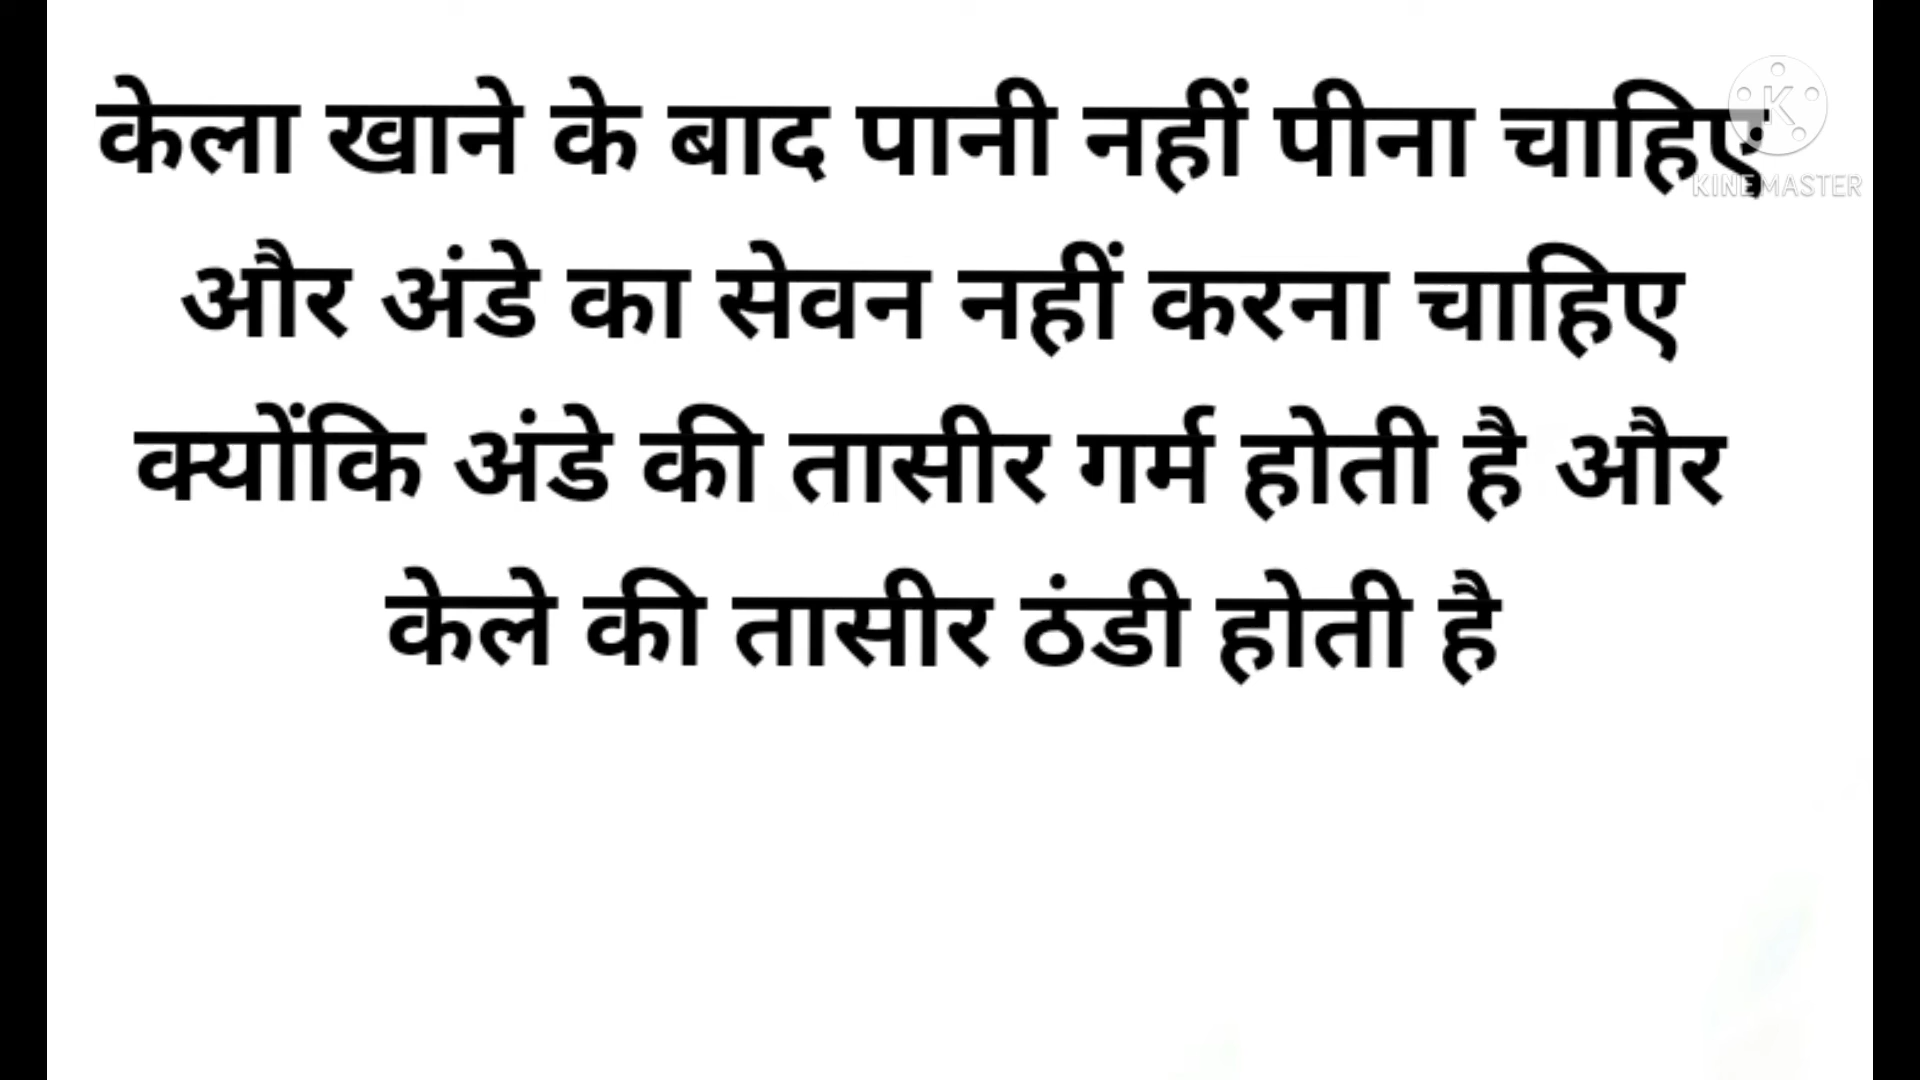 केला खाने के बाद पानी नहीं पीना चाहिए
और अंडे का सेवन नहीं करना चाहिए
क्योंकि अंडे की तासीर गर्म होती है और
केले की तासीर ठंडी होती है
K
KINEMASTER